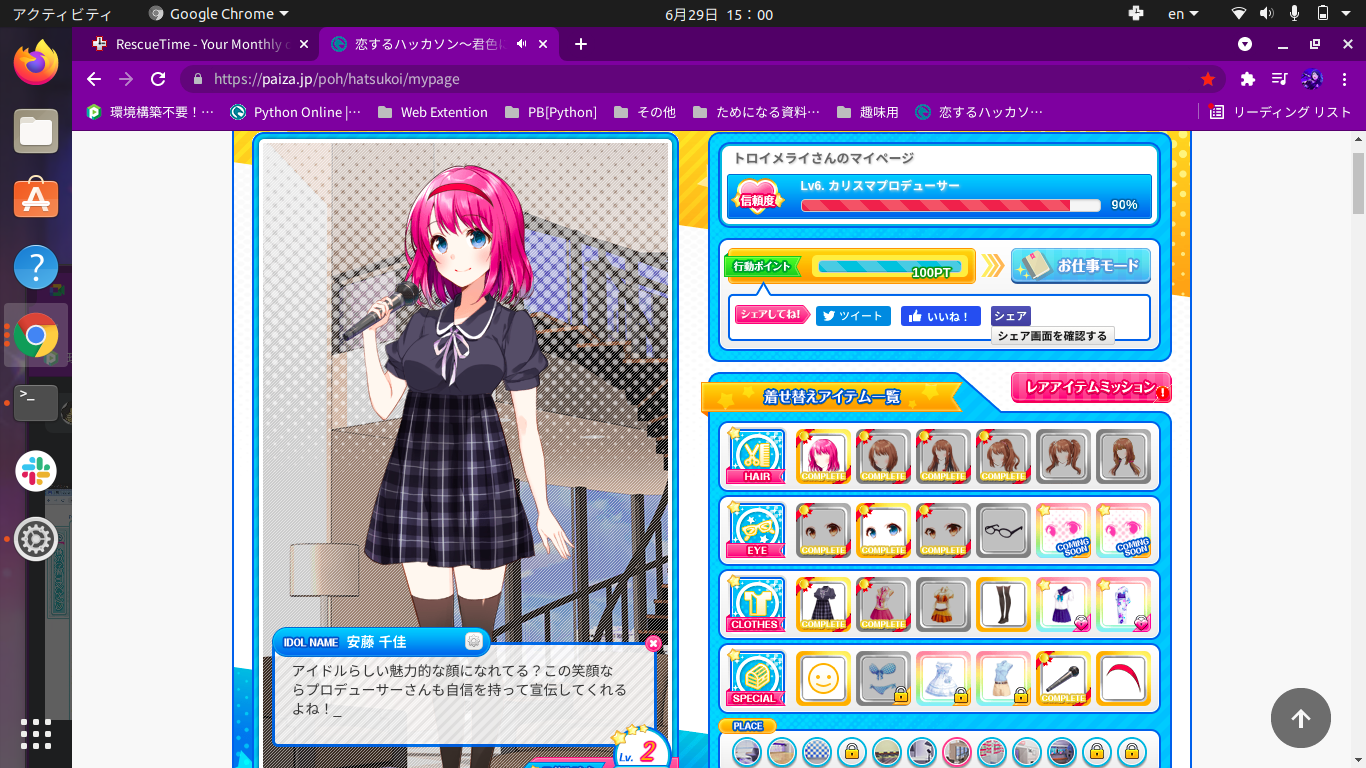 アクティビティ
Google Chrome
6月29日 15：00
en
RescueTime - Your Monthly
恋するハッカソン～君色に
https://paiza.jp/poh/hatsukoi/mypage
環境構築不要！…
Python Online |…
Web Extention
PB[Python]
その他
ためになる資料…
趣味用
恋するハッカソ…
リーディング リスト
トロイメライさんのマイページ
信頼度
Lv6. カリスマプロデューサー
90%
行動ポイント
100PT
お仕事モード
シェアしてね!
ツイート
いいね！
シェア
シェア画面を確認する
着せ替えアイテム一覧
レアアイテムミッション
HAIR
COMPLETE
COMPLETE
COMPLETE
COMPLETE
EYE
COMPLETE
COMPLETE
COMPLETE
COMING SOON
COMING SOON
CLOTHES
COMPLETE
COMPLETE
SPECIAL
COMPLETE
PLACE
IDOL NAME 安藤 千佳
アイドルらしい魅力的な顔になれてる？この笑顔な
らプロデューサーさんも自信を持って宣伝してくれる
よね！_
Lv. 2